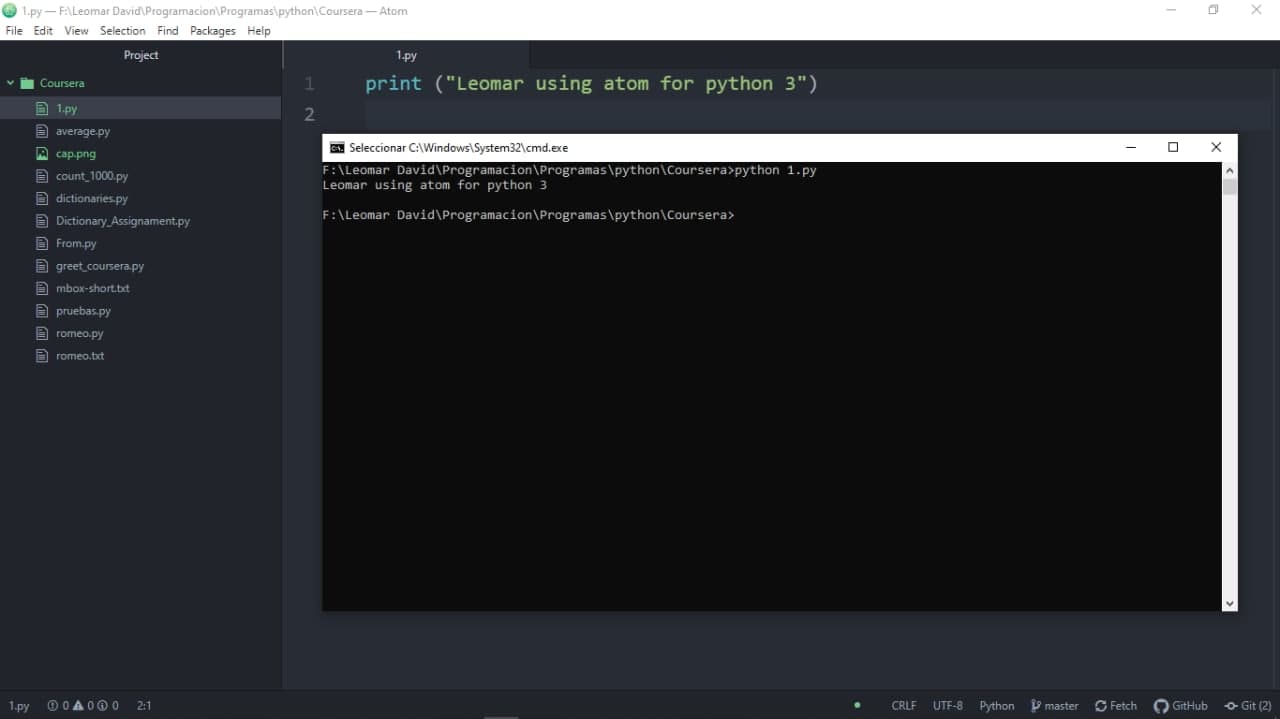 1.py — F:\Leomar David\Programacion\Programas\python\Coursera — Atom
File Edit View Selection Find Packages Help
Project
1.py
Coursera
1.py
average.py
cap.png
count_1000.py
dictionaries.py
Dictionary_Assignament.py
From.py
greet_coursera.py
mbox-short.txt
pruebas.py
romeo.py
romeo.txt
1 print ("Leomar using atom for python 3")
2
Seleccionar C:\Windows\System32\cmd.exe
F:\Leomar David\Programacion\Programas\python\Coursera>python 1.py
Leomar using atom for python 3
F:\Leomar David\Programacion\Programas\python\Coursera>
1.py 0 0 0 2:1 CRLF UTF-8 Python master Fetch GitHub Git (2)